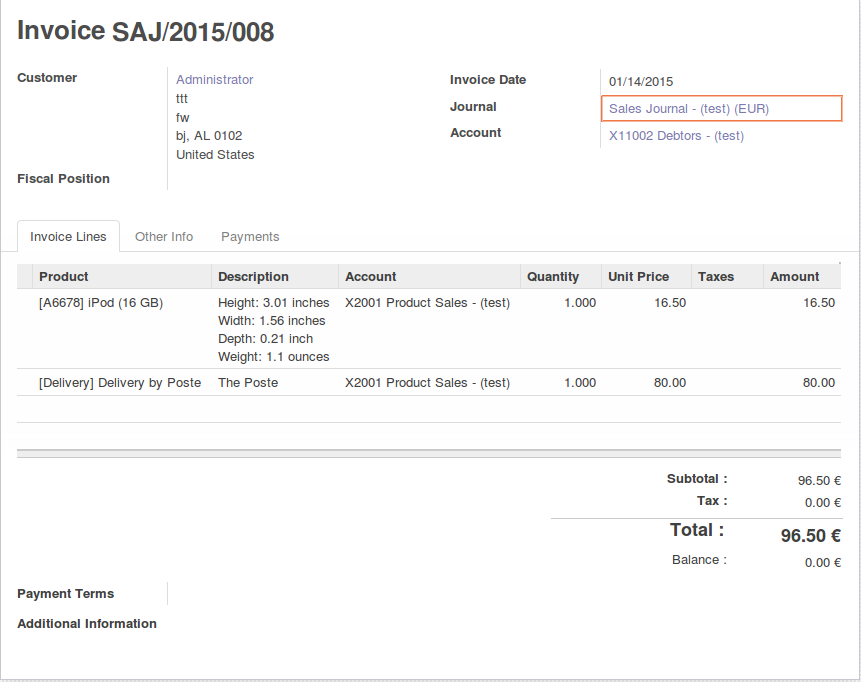 Invoice SAJ/2015/008
Customer
Administrator
ttt
fw
bj, AL 0102
United States
Fiscal Position
Invoice Date 01/14/2015
Journal Sales Journal - (test) (EUR)
Account X11002 Debtors - (test)
Invoice Lines Other Info Payments
Product Description Account Quantity Unit Price Taxes Amount
[A6678] iPod (16 GB) Height: 3.01 inches X2001 Product Sales - (test) 1.000 16.50 16.50
Width: 1.56 inches
Depth: 0.21 inch
Weight: 1.1 ounces
[Delivery] Delivery by Poste The Poste X2001 Product Sales - (test) 1.000 80.00 80.00
Subtotal : 96.50 €
Tax : 0.00 €
Total : 96.50 €
Balance : 0.00 €
Payment Terms
Additional Information